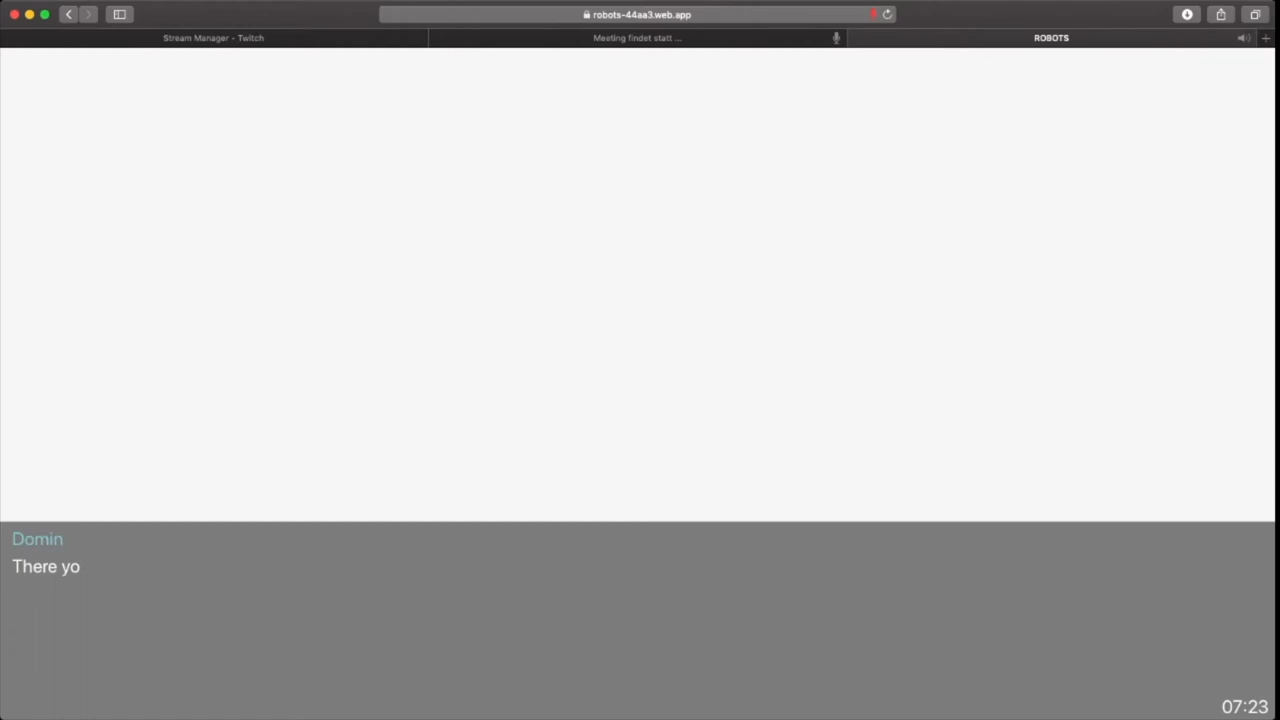 robots-44aa3.web.app
Stream Manager - Twitch
Meeting findet statt ...
ROBOTS
Domin
There yo
07:23